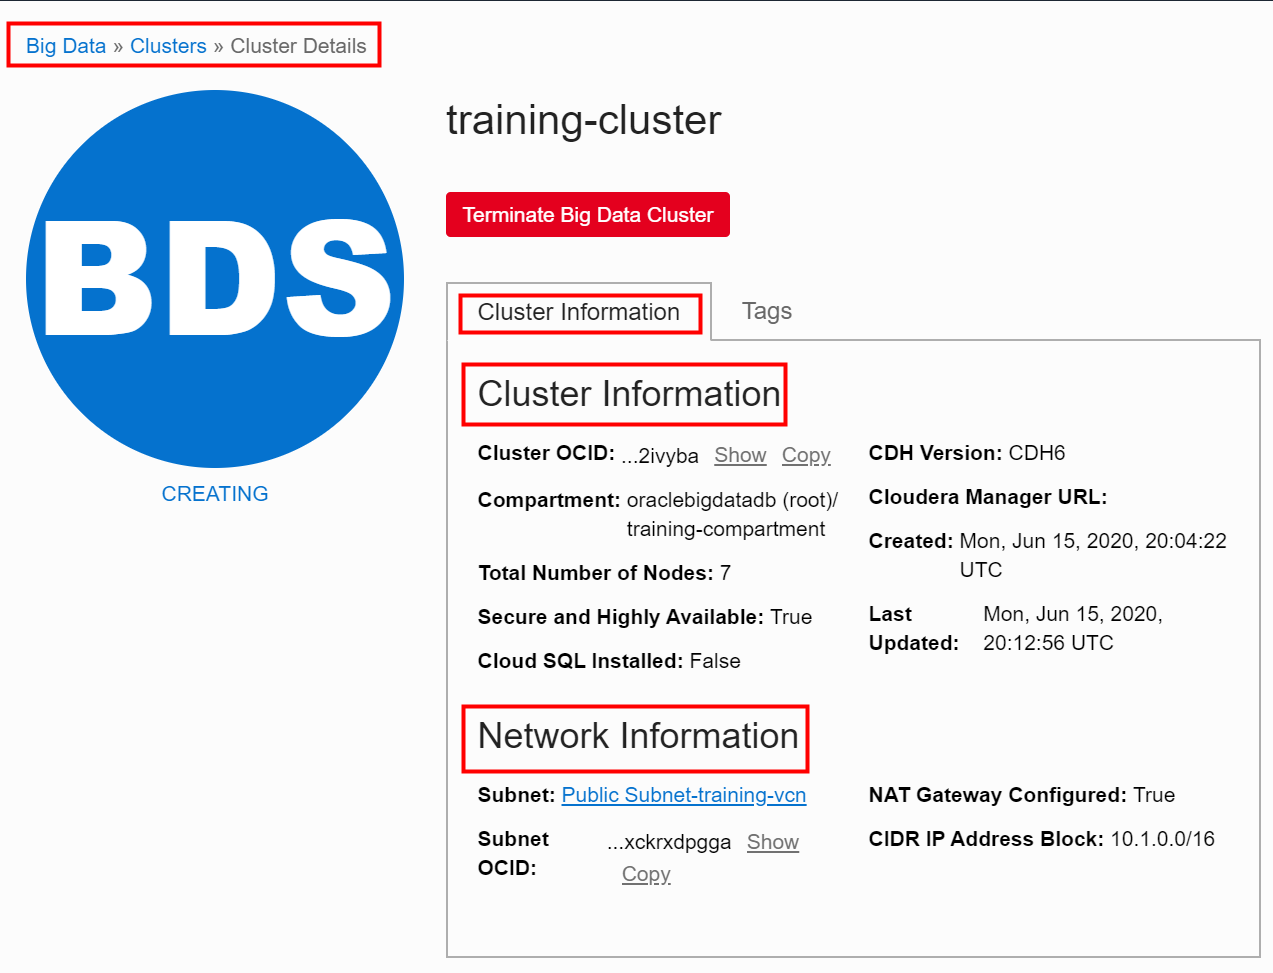 Big Data » Clusters » Cluster Details
BDS
CREATING
training-cluster
Terminate Big Data Cluster
Cluster Information
Tags
Cluster Information
Cluster OCID: ...2ivyba Show Copy
Compartment: oraclebigdatadb (root)/
training-compartment
Total Number of Nodes: 7
Secure and Highly Available: True
Cloud SQL Installed: False
CDH Version: CDH6
Cloudera Manager URL:
Created: Mon, Jun 15, 2020, 20:04:22
UTC
Last Mon, Jun 15, 2020,
Updated: 20:12:56 UTC
Network Information
Subnet: Public Subnet-training-vcn
Subnet ...xckrxdpgga Show
OCID: Copy
NAT Gateway Configured: True
CIDR IP Address Block: 10.1.0.0/16